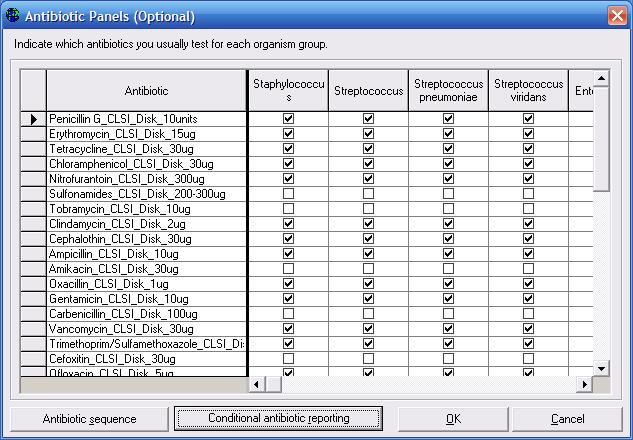 Antibiotic Panels (Optional)
Indicate which antibiotics you usually test for each organism group.
Antibiotic
Staphylococcu
s
Streptococcus
Streptococcus
pneumoniae
Streptococcus
viridans
Ente
Penicillin G_CLSI_Disk_10units
Erythromycin_CLSI_Disk_15ug
Tetracycline_CLSI_Disk_30ug
Chloramphenicol_CLSI_Disk_30ug
Nitrofurantoin_CLSI_Disk_300ug
Sulfonamides_CLSI_Disk_200-300ug
Tobramycin_CLSI_Disk_10ug
Clindamycin_CLSI_Disk_2ug
Cephalothin_CLSI_Disk_30ug
Ampicillin_CLSI_Disk_10ug
Amikacin_CLSI_Disk_30ug
Oxacillin_CLSI_Disk_1ug
Gentamicin_CLSI_Disk_10ug
Carbenicillin_CLSI_Disk_100ug
Vancomycin_CLSI_Disk_30ug
Trimethoprim/Sulfamethoxazole_CLSI_Di
Cefoxitin_CLSI_Disk_30ug
Ofloxacin_CLSI_Disk_5ug
Antibiotic sequence
Conditional antibiotic reporting
OK
Cancel